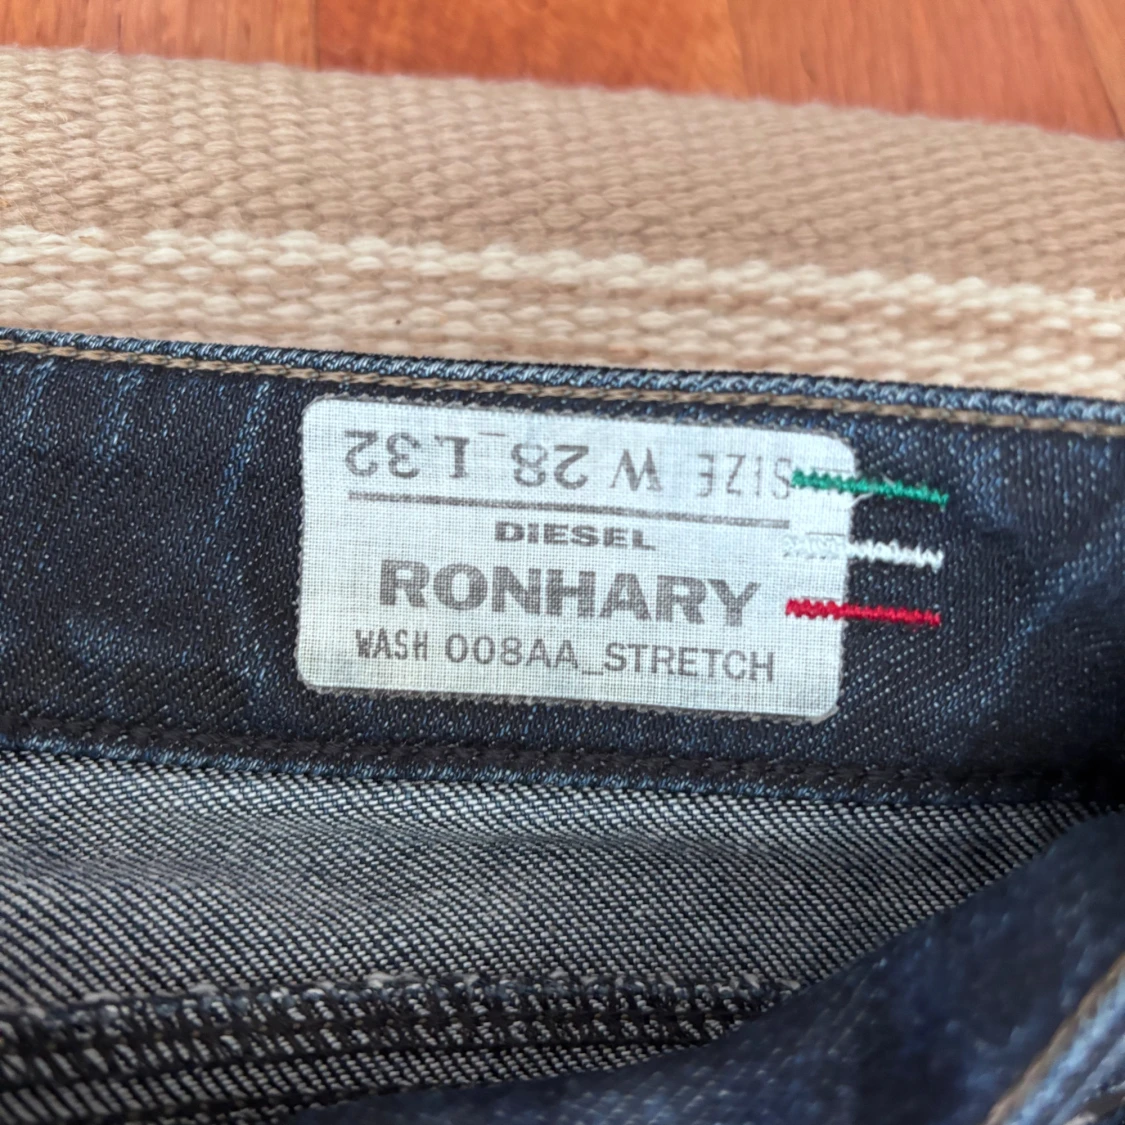 SIZE W 28_L32
DIESEL
RONHARY
WASH 008AA_STRETCH